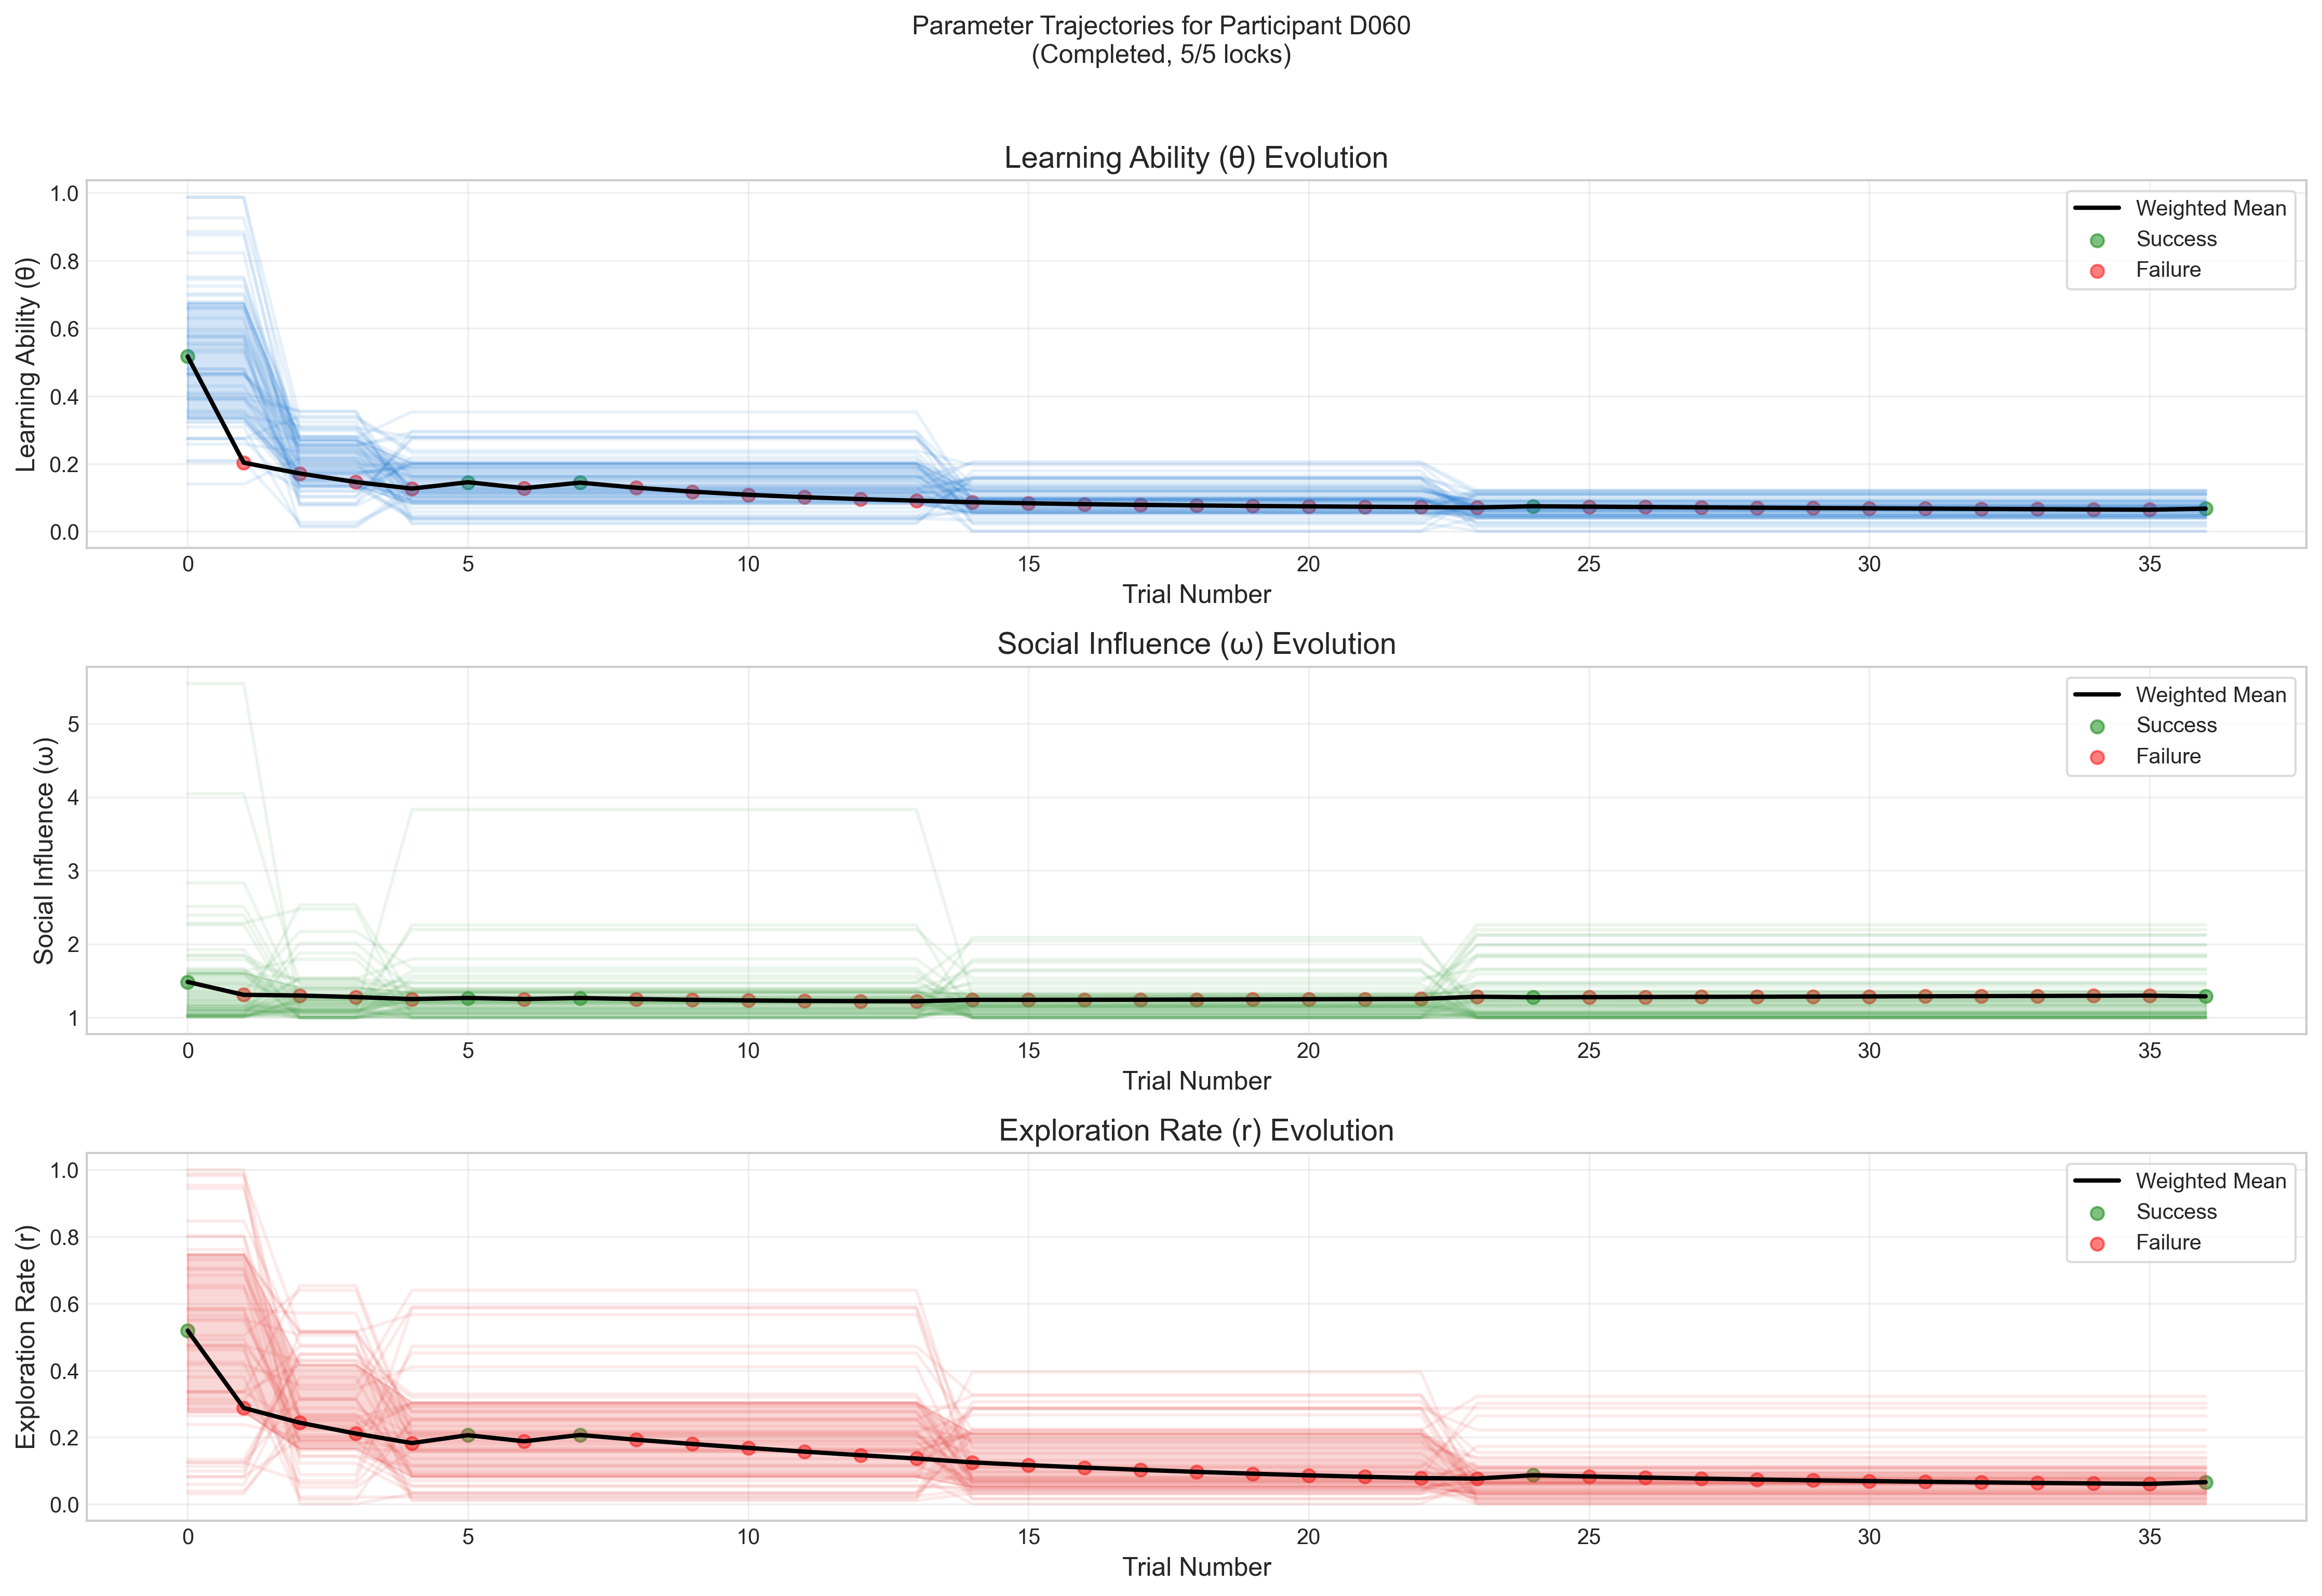 Parameter Trajectories for Participant D060
(Completed, 5/5 locks)
Learning Ability (θ) Evolution
Learning Ability (θ)
1.0
0.8
0.6
0.4
0.2
0.0
Weighted Mean
Success
Failure
0 5 10 15 20 25 30 35
Trial Number
Social Influence (ω) Evolution
Social Influence (ω)
5
4
3
2
1
Weighted Mean
Success
Failure
0 5 10 15 20 25 30 35
Trial Number
Exploration Rate (r) Evolution
Exploration Rate (r)
1.0
0.8
0.6
0.4
0.2
0.0
Weighted Mean
Success
Failure
0 5 10 15 20 25 30 35
Trial Number